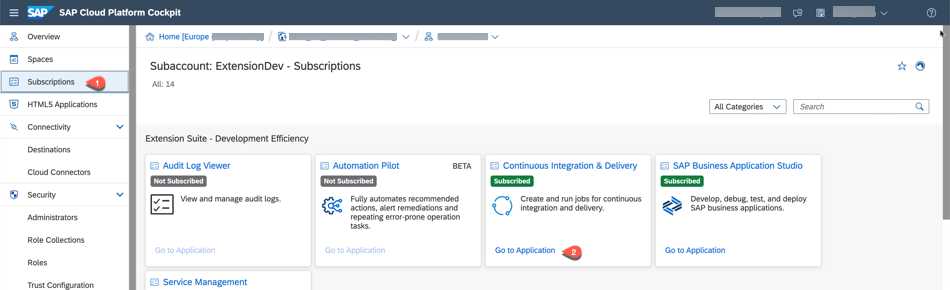 SAP SAP Cloud Platform Cockpit
Overview
Spaces
Subscriptions 1
HTML5 Applications
Connectivity
Destinations
Cloud Connectors
Security
Administrators
Role Collections
Roles
Trust Configuration
Home [Europe
Subaccount: ExtensionDev - Subscriptions
All: 14
All Categories Search
Extension Suite - Development Efficiency
Audit Log Viewer
Not Subscribed
View and manage audit logs.
Go to Application
Automation Pilot BETA
Not Subscribed
Fully automates recommended
actions, alert remediations and
repeating error-prone operation
tasks.
Go to Application
Continuous Integration & Delivery
Subscribed
Create and run jobs for continuous
integration and delivery.
Go to Application 2
SAP Business Application Studio
Subscribed
Develop, debug, test, and deploy
SAP business applications.
Go to Application
Service Management